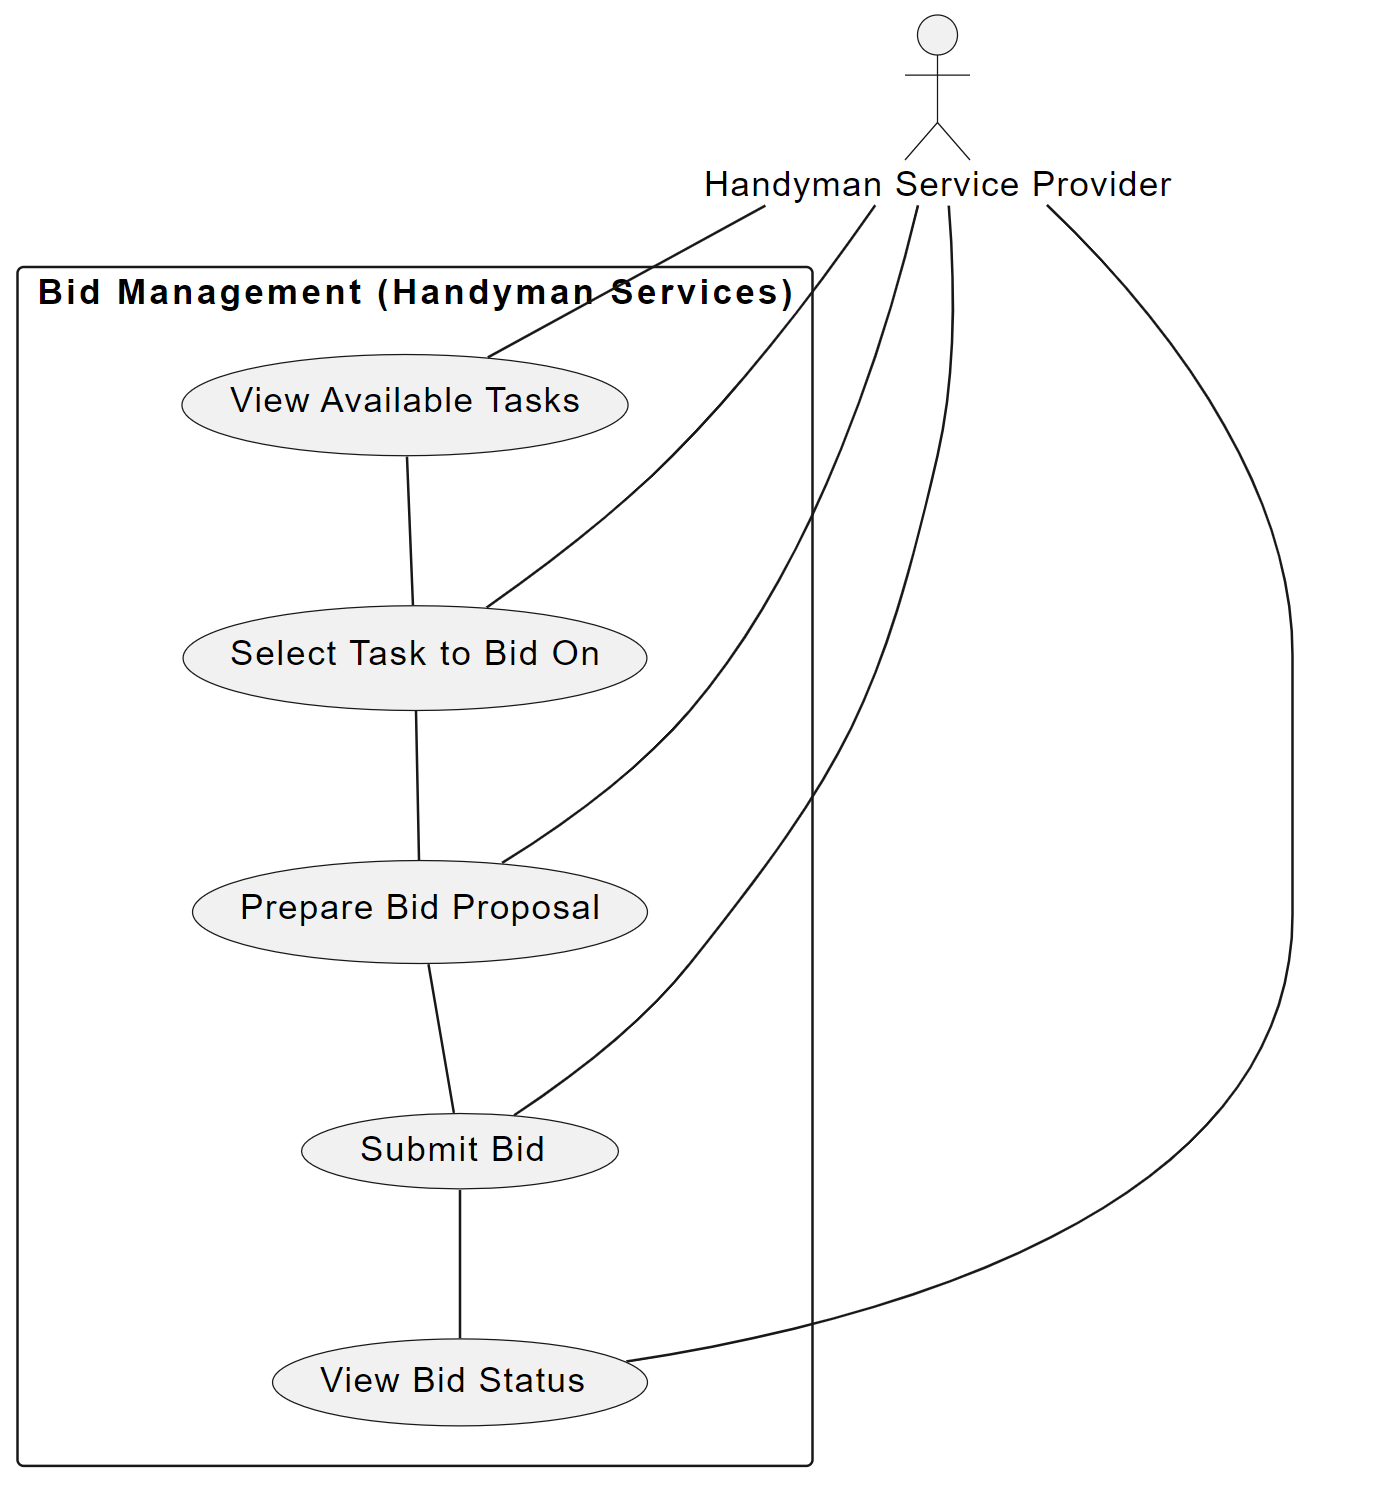 Handyman Service Provider
Bid Management (Handyman Services)
View Available Tasks
Select Task to Bid On
Prepare Bid Proposal
Submit Bid
View Bid Status